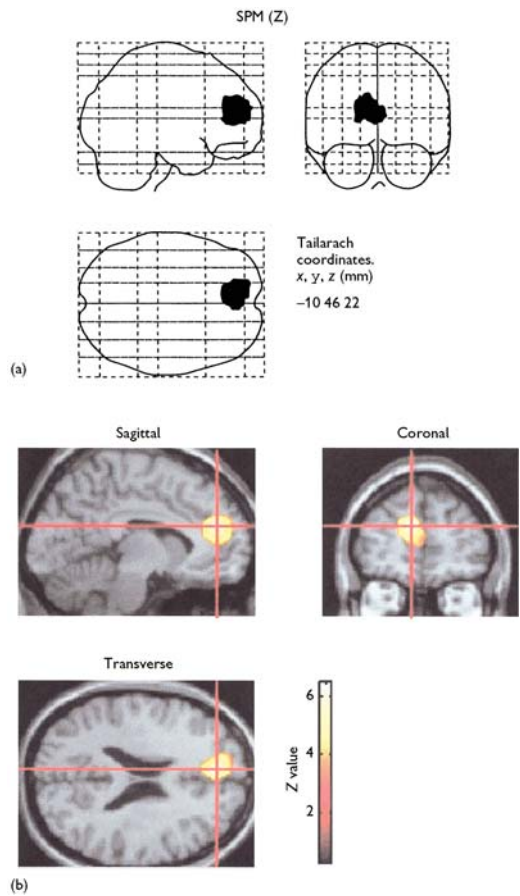 SPM (Z)
Tailarach
coordinates.
x, y, z (mm)
–10 46 22
(a)
Sagittal
Coronal
Transverse
6
4
2
Z value
(b)